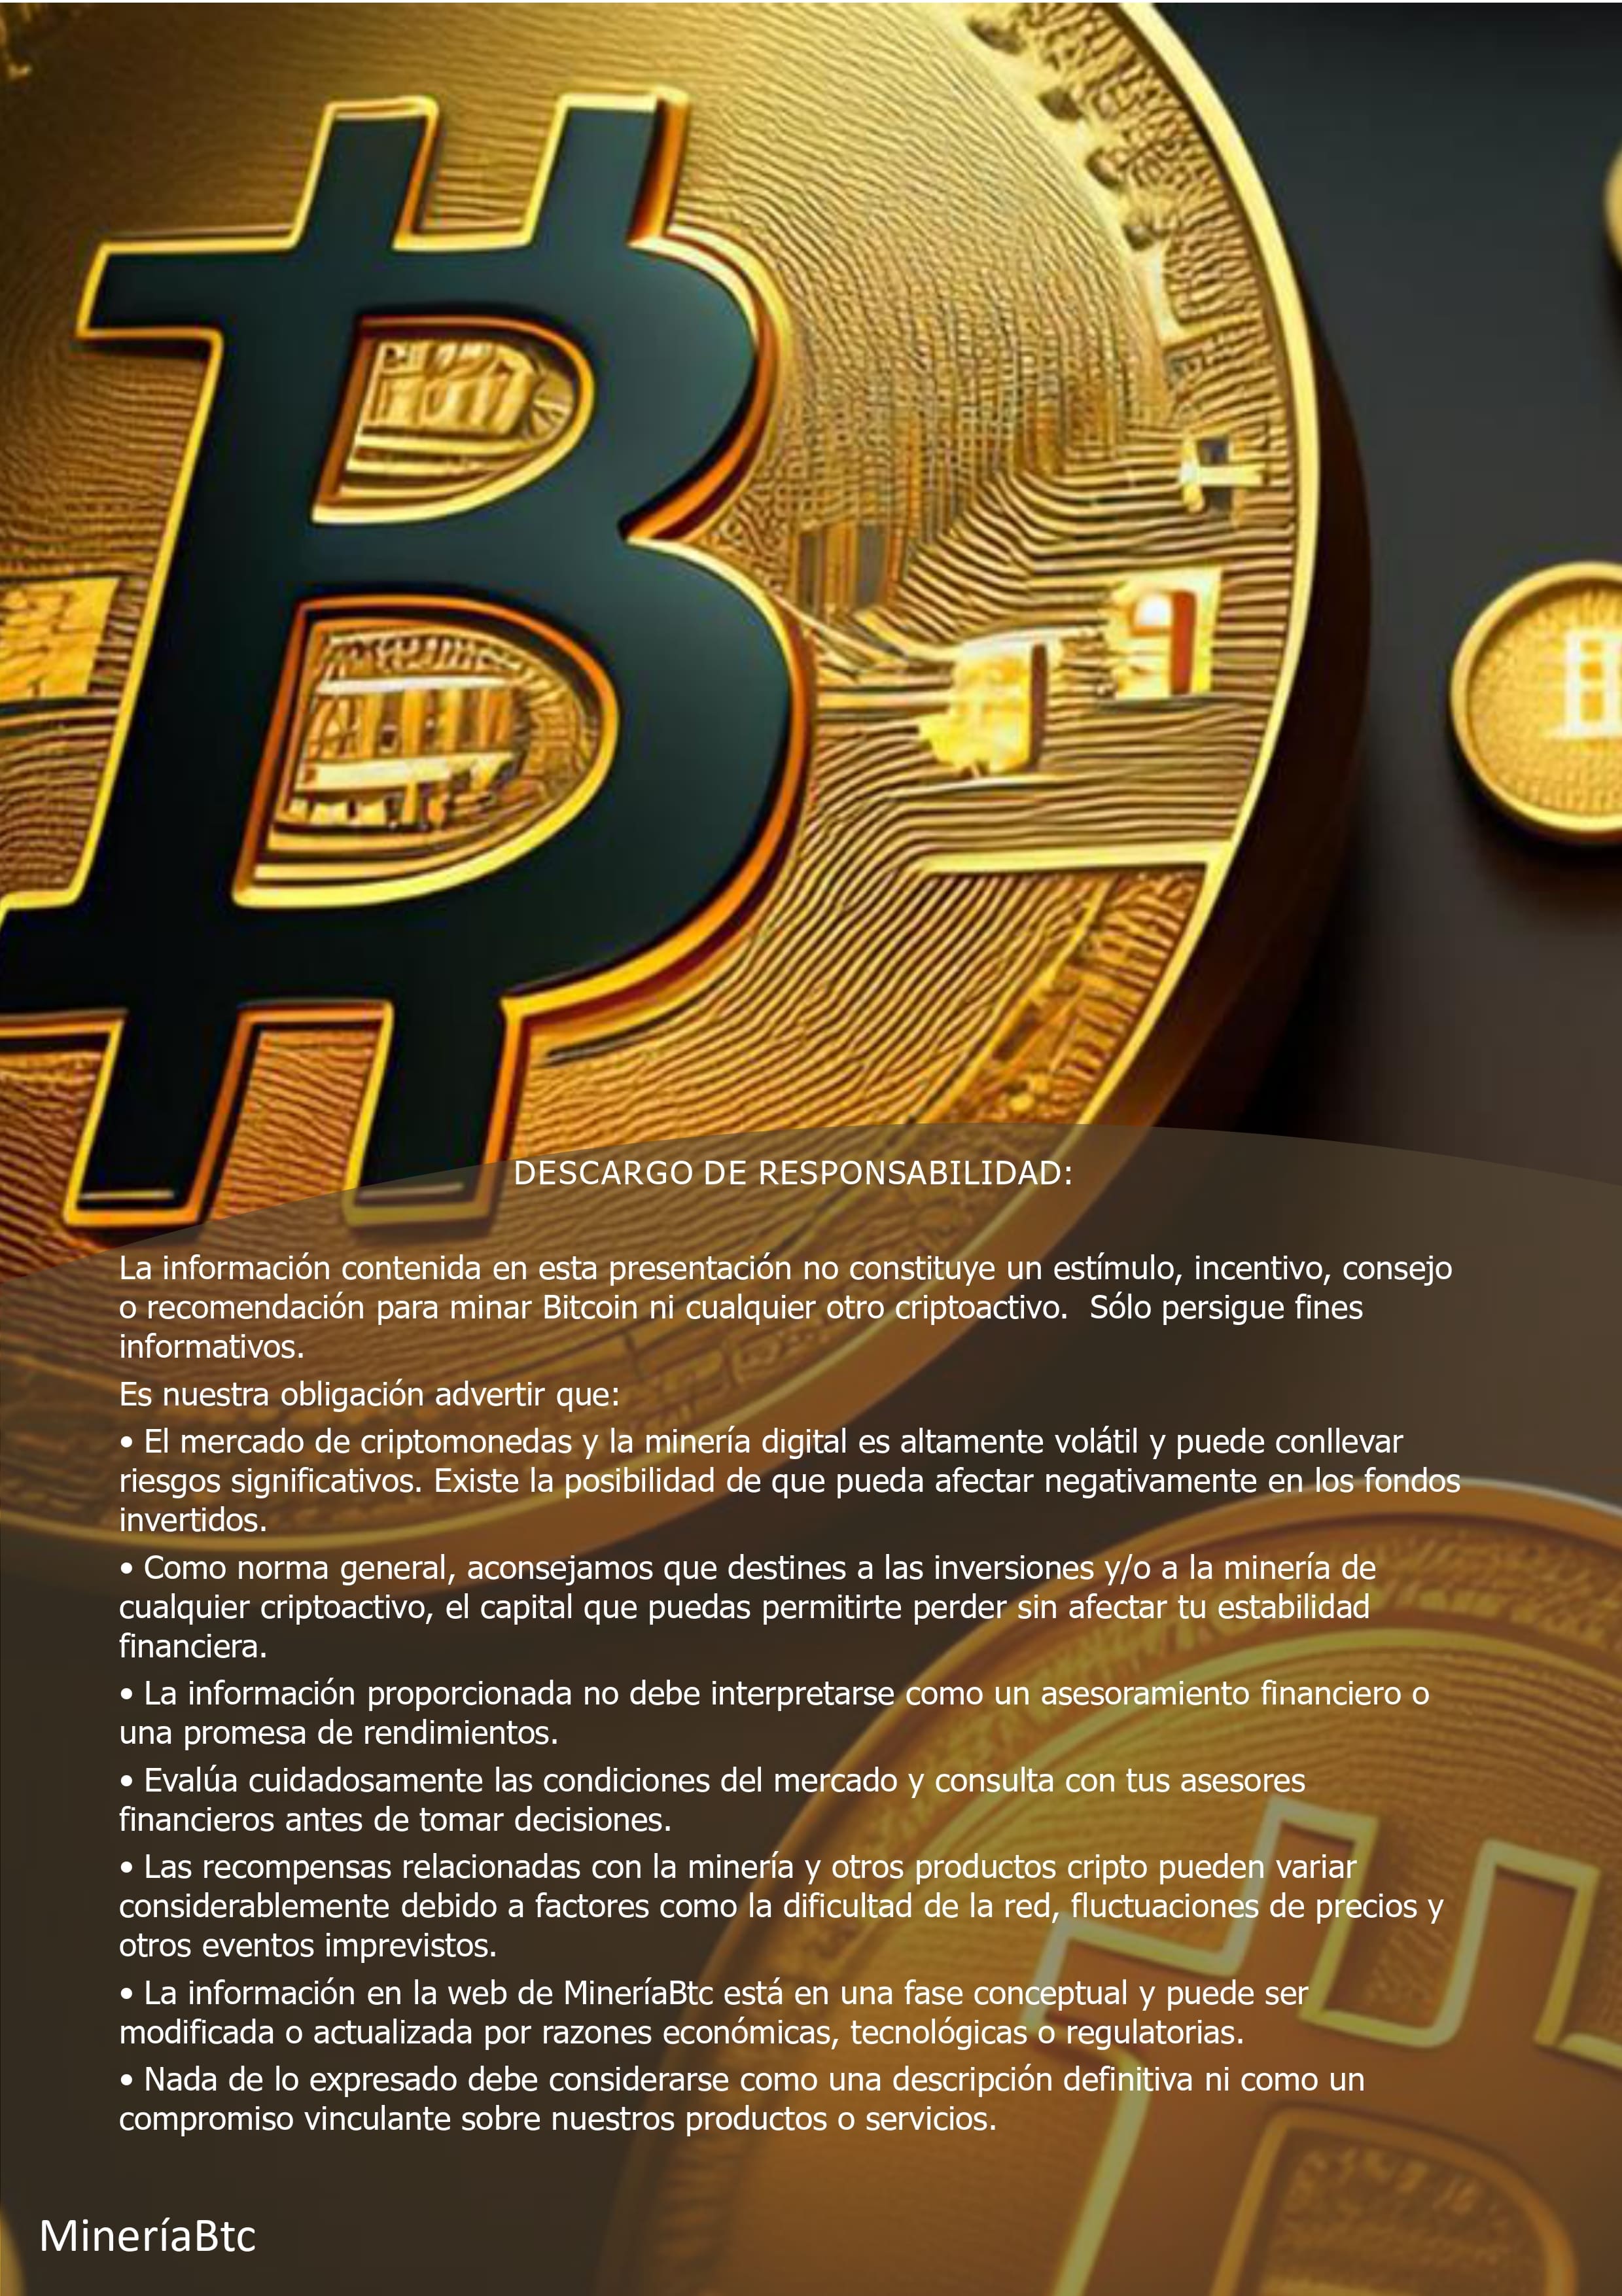 DESCARGO DE RESPONSABILIDAD:
La información contenida en esta presentación no constituye un estímulo, incentivo, consejo
o recomendación para minar Bitcoin ni cualquier otro criptoactivo.  Sólo persigue fines
informativos.
Es nuestra obligación advertir que:
• El mercado de criptomonedas y la minería digital es altamente volátil y puede conllevar
riesgos significativos. Existe la posibilidad de que pueda afectar negativamente en los fondos
invertidos.
• Como norma general, aconsejamos que destines a las inversiones y/o a la minería de
cualquier criptoactivo, el capital que puedas permitirte perder sin afectar tu estabilidad
financiera.
• La información proporcionada no debe interpretarse como un asesoramiento financiero o
una promesa de rendimientos.
• Evalúa cuidadosamente las condiciones del mercado y consulta con tus asesores
financieros antes de tomar decisiones.
• Las recompensas relacionadas con la minería y otros productos cripto pueden variar
considerablemente debido a factores como la dificultad de la red, fluctuaciones de precios y
otros eventos imprevistos.
• La información en la web de MineríaBtc está en una fase conceptual y puede ser
modificada o actualizada por razones económicas, tecnológicas o regulatorias.
• Nada de lo expresado debe considerarse como una descripción definitiva ni como un
compromiso vinculante sobre nuestros productos o servicios.
MineríaBtc